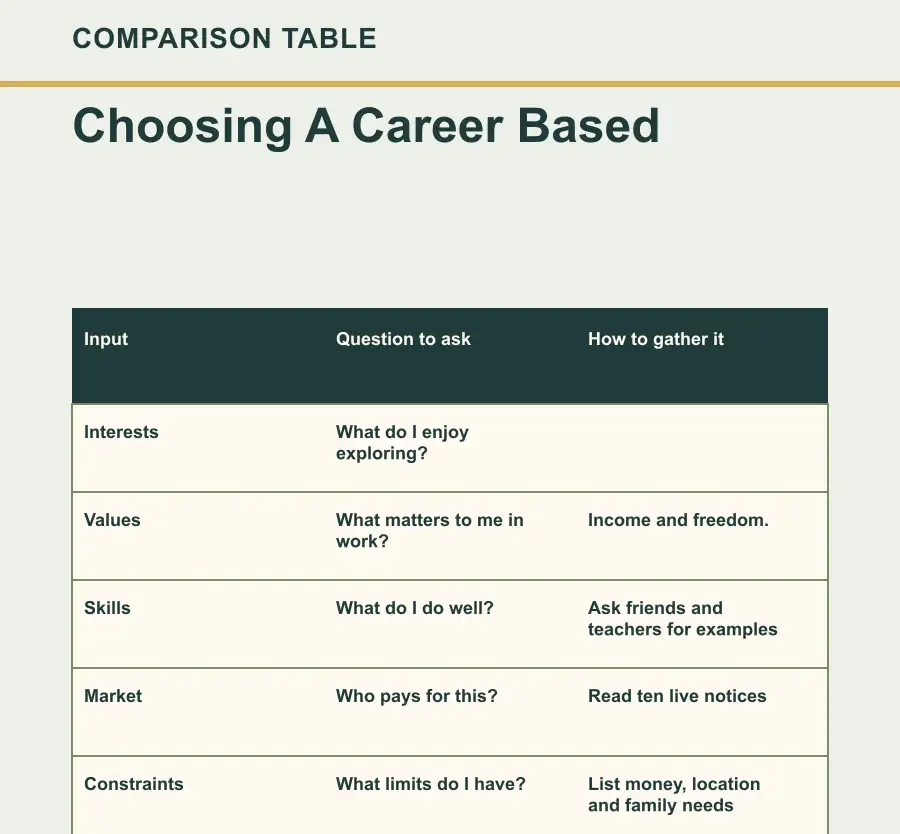 COMPARISON TABLE
Choosing A Career Based
Input Question to ask How to gather it
Interests What do I enjoy
exploring?
Values What matters to me in Income and freedom.
work?
Skills What do I do well? Ask friends and
teachers for examples
Market Who pays for this? Read ten live notices
Constraints What limits do I have? List money, location
and family needs